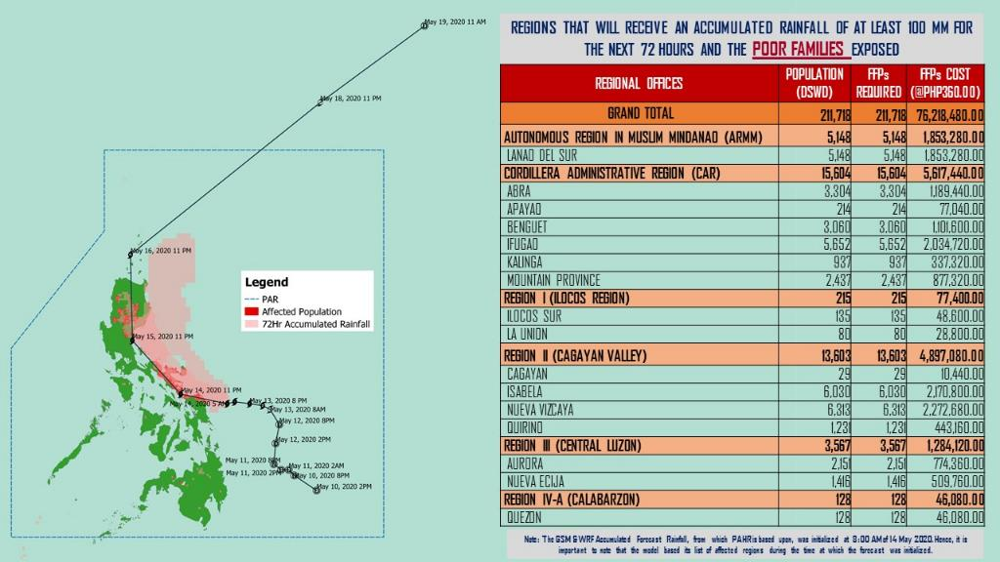 May 19, 2020 11 AM
May 18, 2020 11 PM
May 16, 2020 11 PM
Legend
PAR
Affected Population
72Hr Accumulated Rainfall
May 15, 2020 11 PM
May 14, 2020 11 PM
May 14, 2020 5 AM
May 13, 2020 8 PM
May 13, 2020 8AM
May 12, 2020 8PM
May 12, 2020 2PM
May 11, 2020 8PM
May 11, 2020 2AM
May 11, 2020 2PM
May 10, 2020 8PM
May 10, 2020 2PM
REGIONS THAT WILL RECEIVE AN ACCUMULATED RAINFALL OF AT LEAST 100 MM FOR
THE NEXT 72 HOURS AND THE POOR FAMILIES EXPOSED
REGIONAL OFFICES POPULATION (DSWD) FFPs REQUIRED FFPs COST (@PHP360.00)
GRAND TOTAL 211,718 211,718 76,218,480.00
AUTONOMOUS REGION IN MUSLIM MINDANAO (ARMM) 5,148 5,148 1,853,280.00
LANAO DEL SUR 5,148 5,148 1,853,280.00
CORDILLERA ADMINISTRATIVE REGION (CAR) 15,604 15,604 5,617,440.00
ABRA 3,304 3,304 1,189,440.00
APAYAO 214 214 77,040.00
BENGUET 3,060 3,060 1,101,600.00
IFUGAO 5,652 5,652 2,034,720.00
KALINGA 937 937 337,320.00
MOUNTAIN PROVINCE 2,437 2,437 877,320.00
REGION I (ILOCOS REGION) 215 215 77,400.00
ILOCOS SUR 135 135 48,600.00
LA UNION 80 80 28,800.00
REGION II (CAGAYAN VALLEY) 13,603 13,603 4,897,080.00
CAGAYAN 29 29 10,440.00
ISABELA 6,030 6,030 2,170,800.00
NUEVA VIZCAYA 6,313 6,313 2,272,680.00
QUIRINO 1,231 1,231 443,160.00
REGION III (CENTRAL LUZON) 3,567 3,567 1,284,120.00
AURORA 2,151 2,151 774,360.00
NUEVA ECIJA 1,416 1,416 509,760.00
REGION IV-A (CALABARZON) 128 128 46,080.00
QUEZON 128 128 46,080.00
Note: The GSM & WRF Accumulated Forecast Rainfall, from which PAHR is based upon, was initialized at 8:00 AM of 14 May 2020. Hence, it is
important to note that the model based its list of affected regions during the time at which the forecast was initialized.